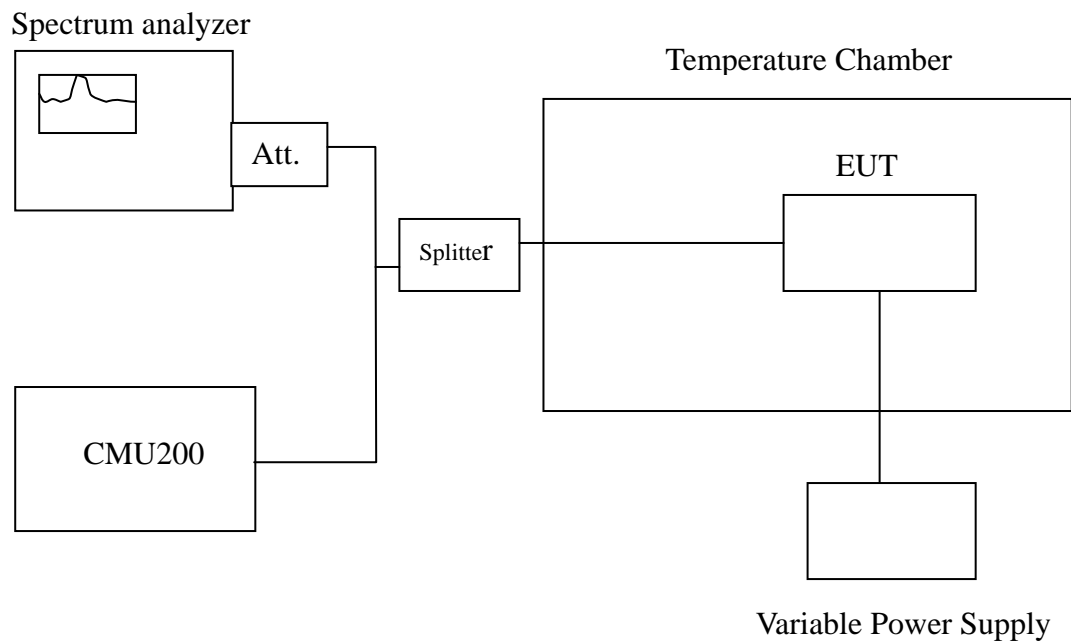 Spectrum analyzer
Temperature Chamber
Att.
EUT
Splitter
CMU200
Variable Power Supply